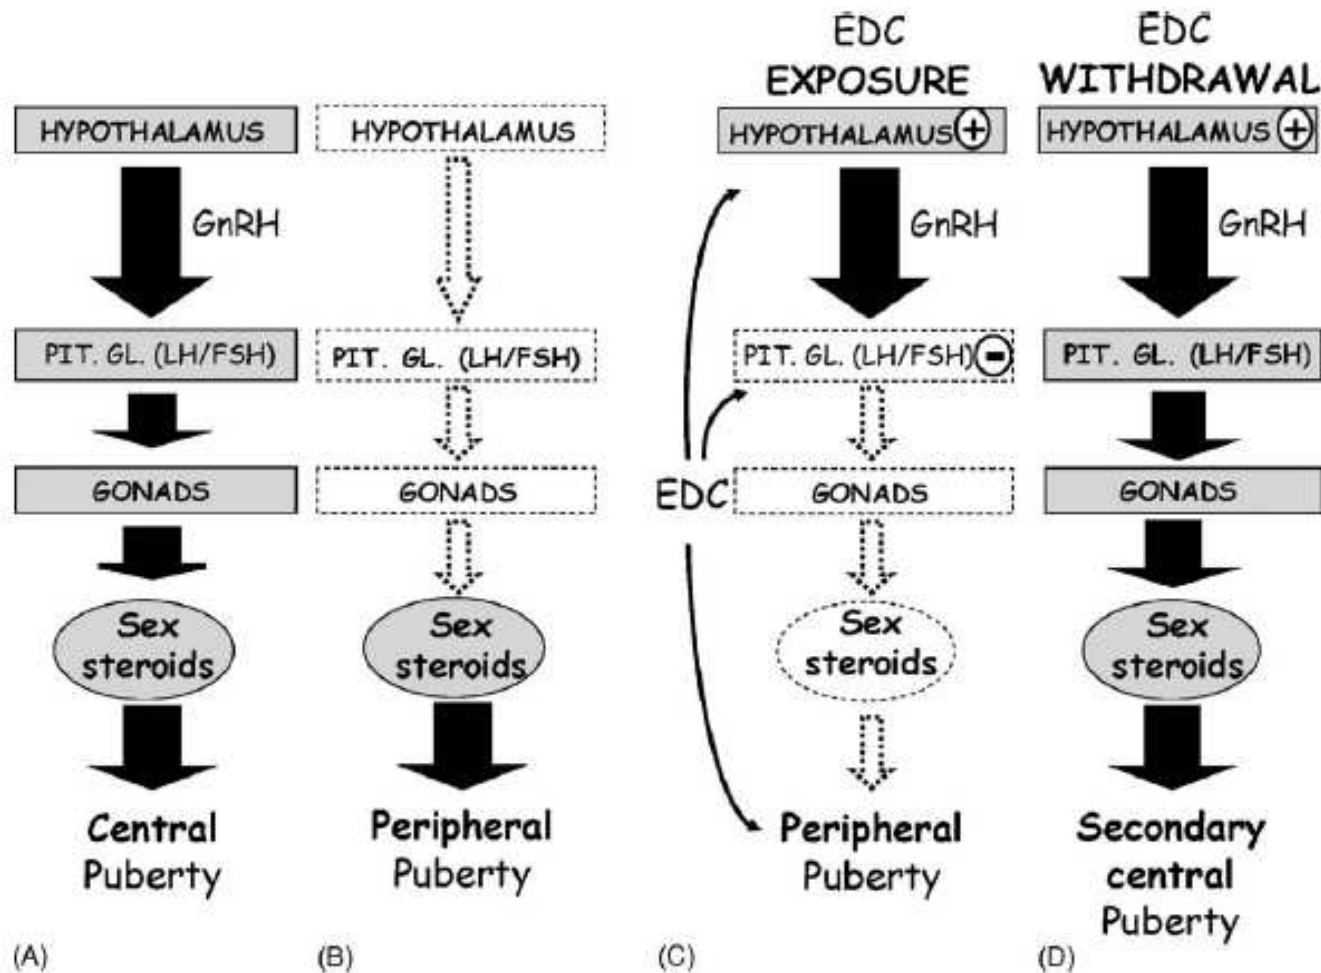 HYPOTHALAMUS
GnRH
PIT. GL. (LH/FSH)
GONADS
Sex
steroids
Central
Puberty
(A)
HYPOTHALAMUS
PIT. GL. (LH/FSH)
GONADS
Sex
steroids
Peripheral
Puberty
(B)
EDC
EXPOSURE
HYPOTHALAMUS +
GnRH
PIT. GL. (LH/FSH) -
EDC
GONADS
Sex
steroids
Peripheral
Puberty
(C)
EDC
WITHDRAWAL
HYPOTHALAMUS +
GnRH
PIT. GL. (LH/FSH)
GONADS
Sex
steroids
Secondary
central
Puberty
(D)